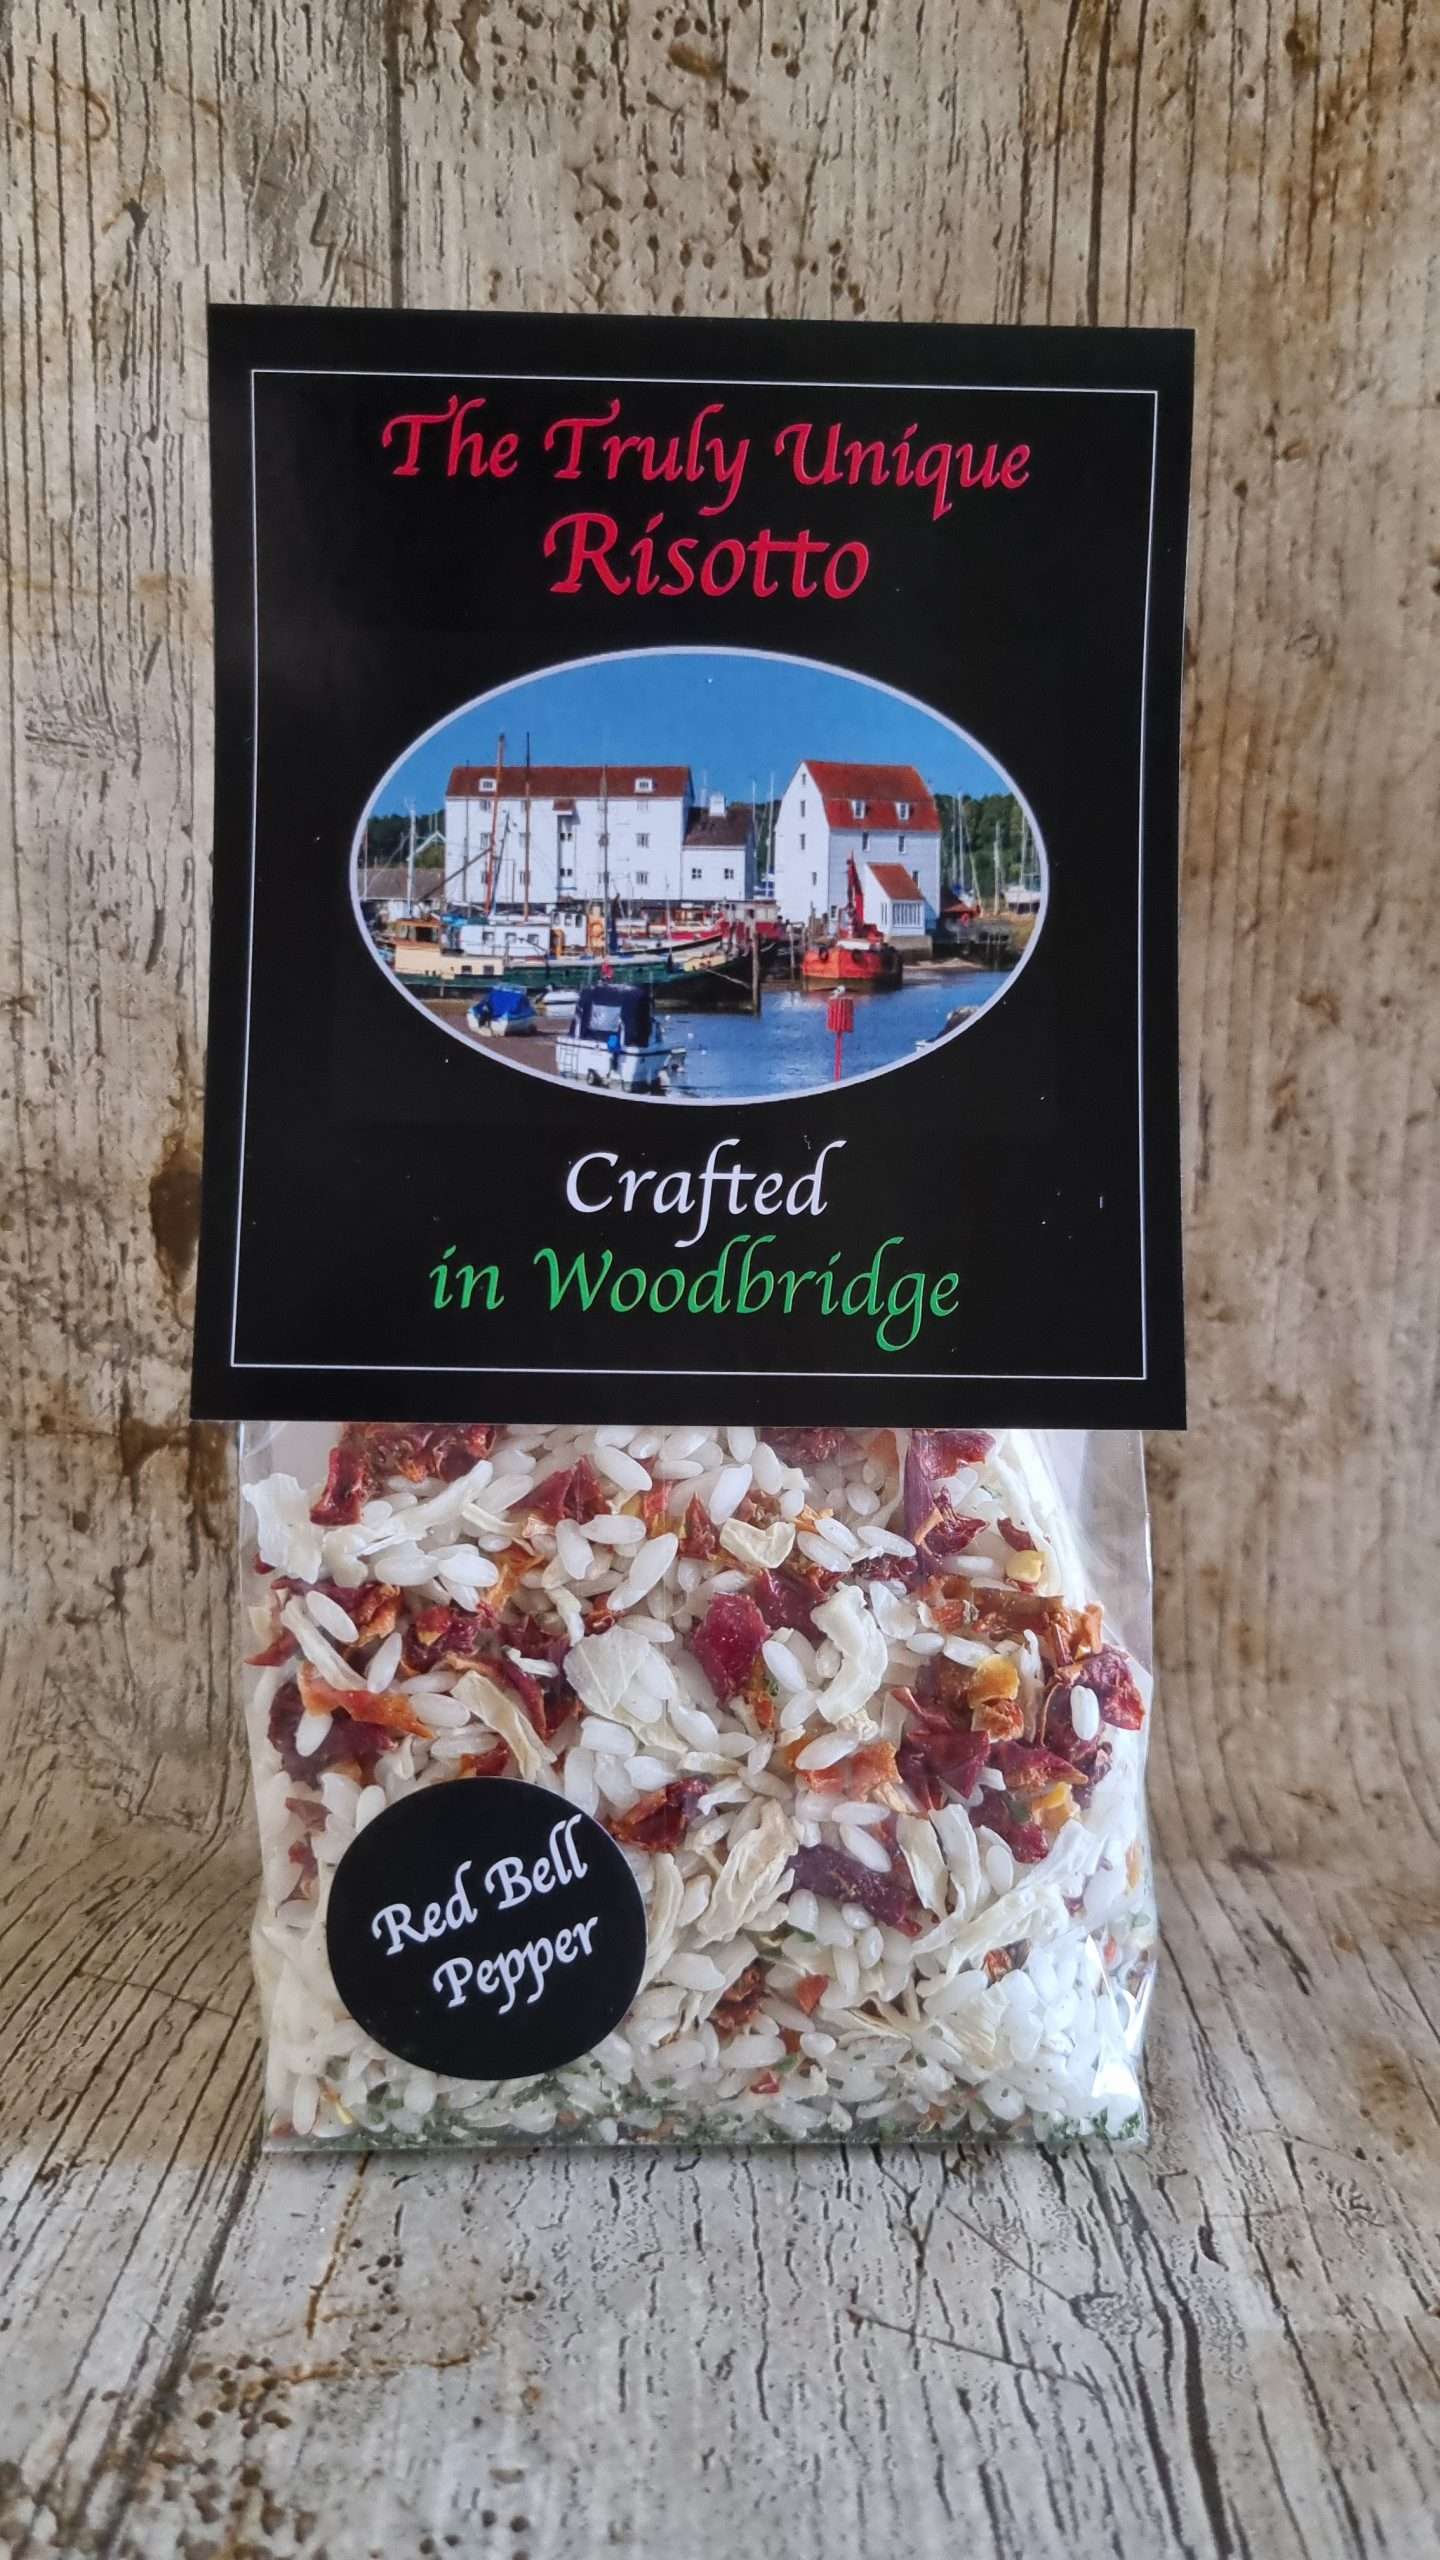 The Truly Unique
Risotto
Crafted
in Woodbridge
Red Bell
Pepper